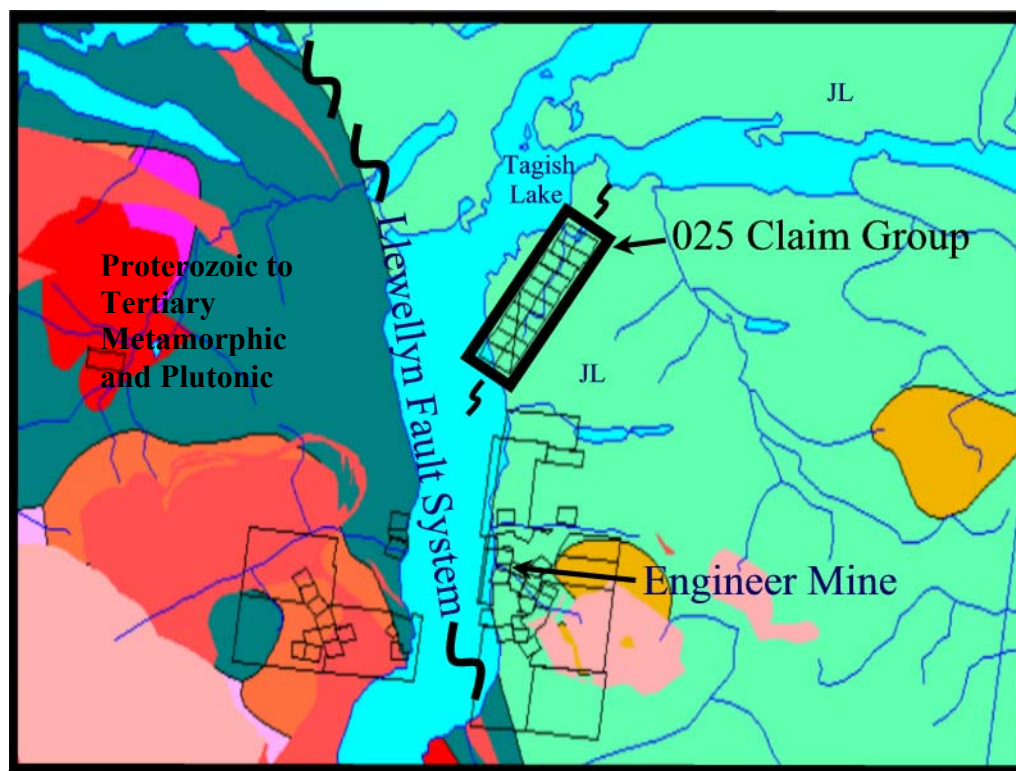 JL
Tagish
Lake
025 Claim Group
Proterozoic to
Tertiary
Metamorphic
and Plutonic
Llewellyn Fault System
JL
Engineer Mine